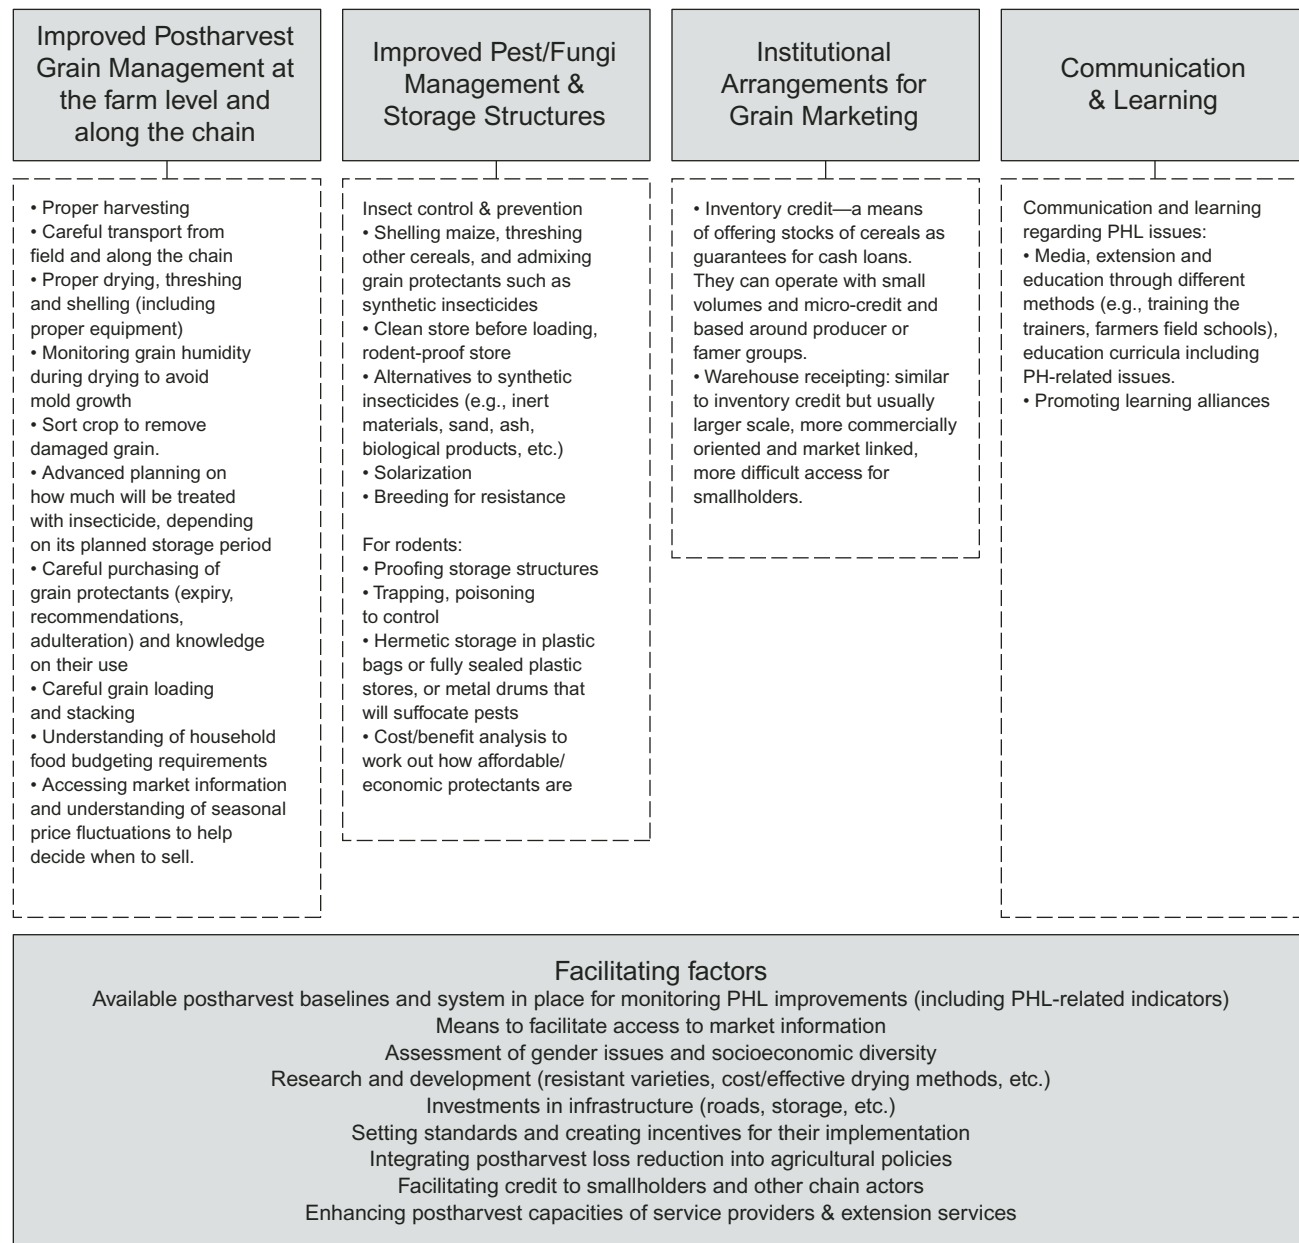 Improved Postharvest
Grain Management at
the farm level and
along the chain
• Proper harvesting
• Careful transport from
field and along the chain
• Proper drying, threshing
and shelling (including
proper equipment)
• Monitoring grain humidity
during drying to avoid
mold growth
• Sort crop to remove
damaged grain.
• Advanced planning on
how much will be treated
with insecticide, depending
on its planned storage period
• Careful purchasing of
grain protectants (expiry,
recommendations,
adulteration) and knowledge
on their use
• Careful grain loading
and stacking
• Understanding of household
food budgeting requirements
• Accessing market information
and understanding of seasonal
price fluctuations to help
decide when to sell.
Improved Pest/Fungi
Management &
Storage Structures
Insect control & prevention
• Shelling maize, threshing
other cereals, and admixing
grain protectants such as
synthetic insecticides
• Clean store before loading,
rodent-proof store
• Alternatives to synthetic
insecticides (e.g., inert
materials, sand, ash,
biological products, etc.)
• Solarization
• Breeding for resistance
For rodents:
• Proofing storage structures
• Trapping, poisoning
to control
• Hermetic storage in plastic
bags or fully sealed plastic
stores, or metal drums that
will suffocate pests
• Cost/benefit analysis to
work out how affordable/
economic protectants are
Institutional
Arrangements for
Grain Marketing
• Inventory credit—a means
of offering stocks of cereals as
guarantees for cash loans.
They can operate with small
volumes and micro-credit and
based around producer or
famer groups.
• Warehouse receipting: similar
to inventory credit but usually
larger scale, more commercially
oriented and market linked,
more difficult access for
smallholders.
Communication
& Learning
Communication and learning
regarding PHL issues:
• Media, extension and
education through different
methods (e.g., training the
trainers, farmers field schools),
education curricula including
PH-related issues.
• Promoting learning alliances
Facilitating factors
Available postharvest baselines and system in place for monitoring PHL improvements (including PHL-related indicators)
Means to facilitate access to market information
Assessment of gender issues and socioeconomic diversity
Research and development (resistant varieties, cost/effective drying methods, etc.)
Investments in infrastructure (roads, storage, etc.)
Setting standards and creating incentives for their implementation
Integrating postharvest loss reduction into agricultural policies
Facilitating credit to smallholders and other chain actors
Enhancing postharvest capacities of service providers & extension services